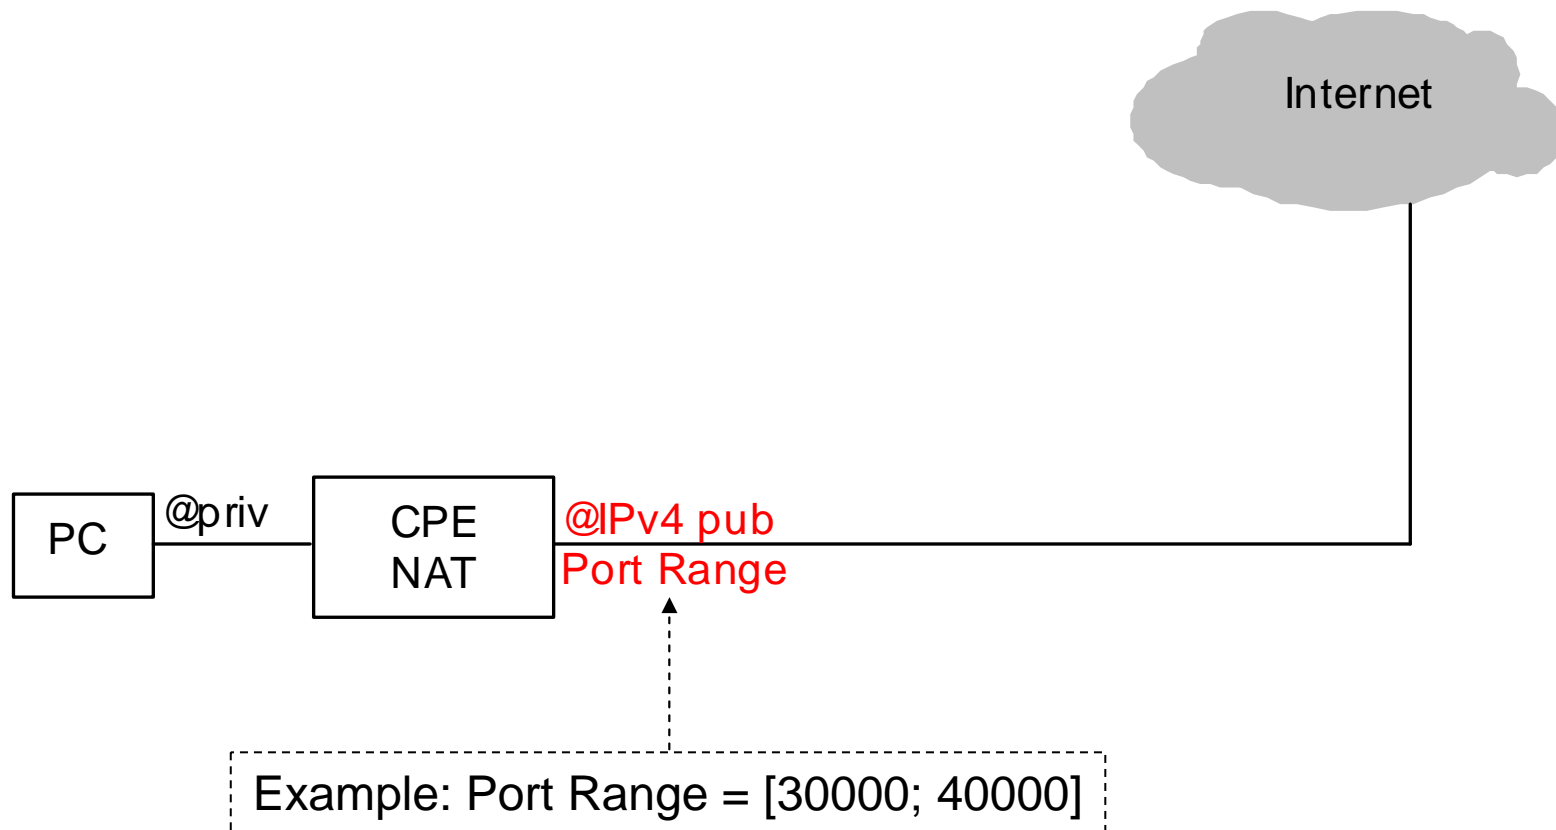 Internet
PC
@priv
CPE
NAT
@IPv4 pub
Port Range
Example: Port Range = [30000; 40000]